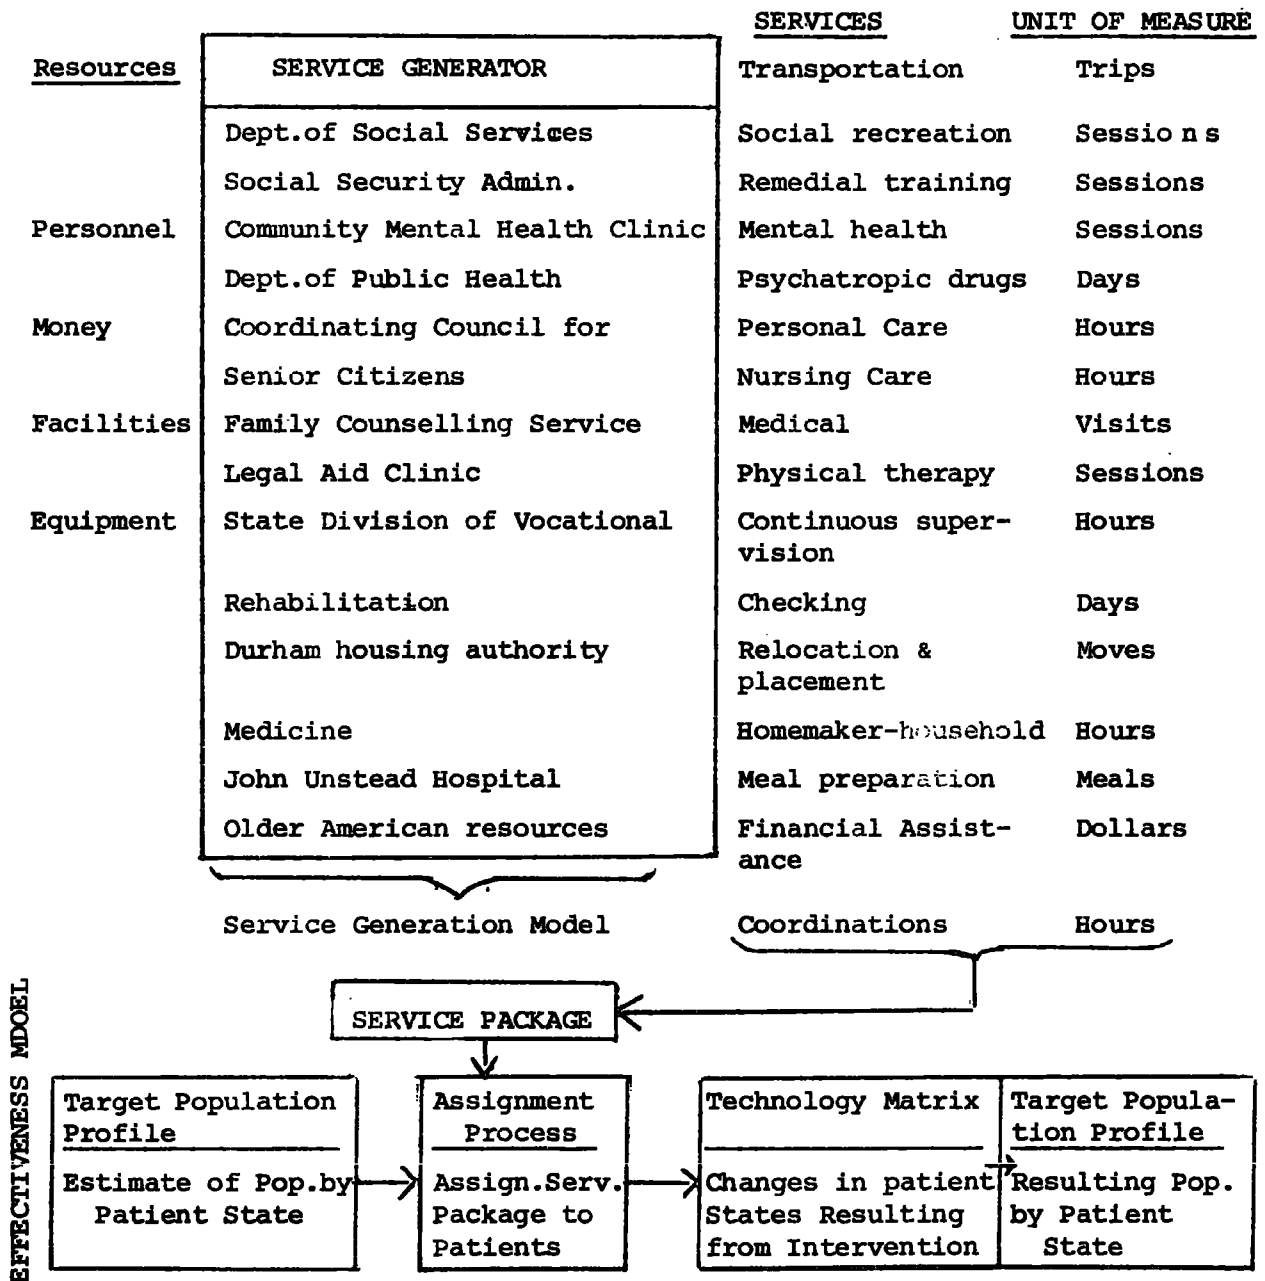 SERVICES UNIT OF MEASURE
Resources SERVICE GENERATOR Transportation Trips
Dept.of Social Services Social recreation Sessions
Social Security Admin. Remedial training Sessions
Personnel Community Mental Health Clinic Mental health Sessions
Dept.of Public Health Psychatropic drugs Days
Money Coordinating Council for Personal Care Hours
Senior Citizens Nursing Care Hours
Facilities Family Counselling Service Medical Visits
Legal Aid Clinic Physical therapy Sessions
Equipment State Division of Vocational Continuous super- Hours
vision
Rehabilitation Checking Days
Durham housing authority Relocation & Moves
placement
Medicine Homemaker-household Hours
John Unstead Hospital Meal preparation Meals
Older American resources Financial Assist- Dollars
ance
Service Generation Model Coordinations Hours
EFFECTIVENESS MDOEL
SERVICE PACKAGE
Target Population
Profile
Estimate of Pop.by
Patient State
Assignment
Process
Assign.Serv.
Package to
Patients
Technology Matrix
Changes in patient
States Resulting
from Intervention
Target Popula-
tion Profile
Resulting Pop.
by Patient
State